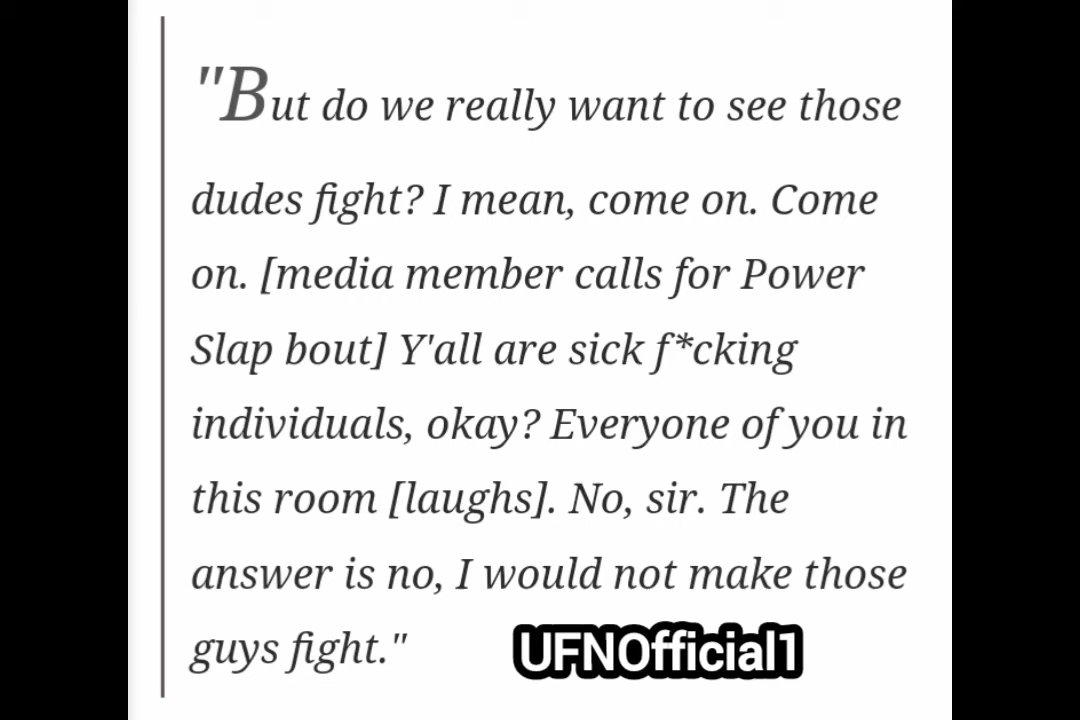 "But do we really want to see those
dudes fight? I mean, come on. Come
on. [media member calls for Power
Slap bout] Y'all are sick f*cking
individuals, okay? Everyone of you in
this room [laughs]. No, sir. The
answer is no, I would not make those
guys fight."
UFNOfficial1